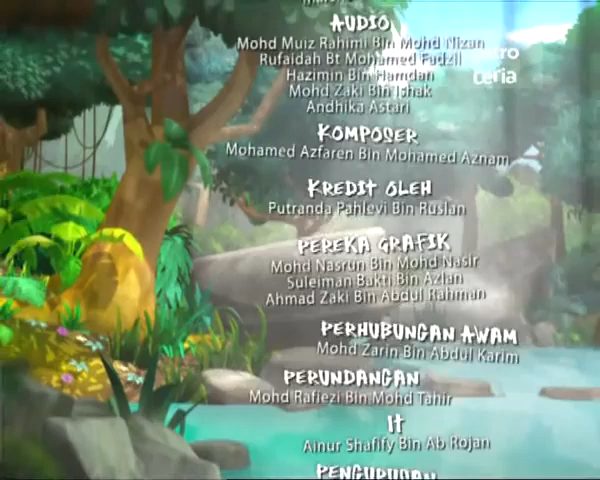 AUDIO
Mohd Muiz Rahimi Bin Mohd Nizan
Rufaidah Bt Mohamed Fadzil
Hazimin Bin Hamdan
Mohd Zaki Bin Ishak
Andhika Astari
KOMPOSER
Mohamed Azfaren Bin Mohamed Aznam
KREDIT OLEH
Putranda Pahlevi Bin Ruslan
PEREKA GRAFIK
Mohd Nasrun Bin Mohd Nasir
Suleiman Bakti Bin Azlan
Ahmad Zaki Bin Abdul Rahman
PERHUBUNGAN AWAM
Mohd Zarin Bin Abdul Karim
PERUNDANGAN
Mohd Rafiezi Bin Mohd Tahir
It
Ainur Shafify Bin Ab Rojan
PENGURUSAN